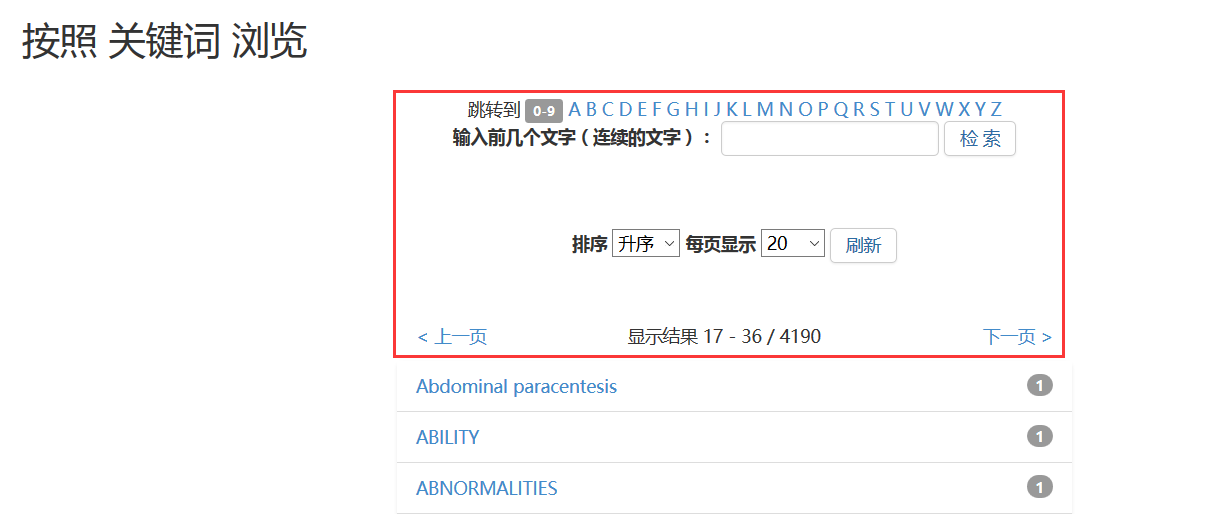 按照 关键词 浏览
跳转到 0-9 A B C D E F G H I J K L M N O P Q R S T U V W X Y Z
输入前几个文字（连续的文字）： 检 索
排序 升序 每页显示 20 刷新
< 上一页 显示结果 17 - 36 / 4190 下一页 >
Abdominal paracentesis 1
ABILITY 1
ABNORMALITIES 1